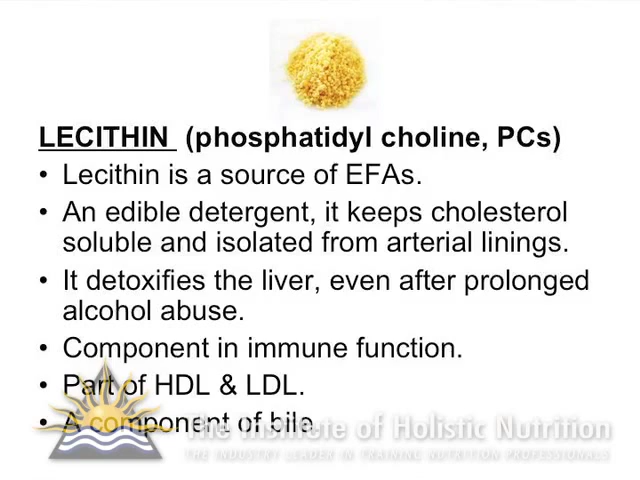 LECITHIN (phosphatidyl choline, PCs)
• Lecithin is a source of EFAs.
• An edible detergent, it keeps cholesterol
soluble and isolated from arterial linings.
• It detoxifies the liver, even after prolonged
alcohol abuse.
• Component in immune function.
• Part of HDL & LDL.
• A component of bile.
The Institute of Holistic Nutrition
THE INDUSTRY LEADER IN TRAINING NUTRITION PROFESSIONALS